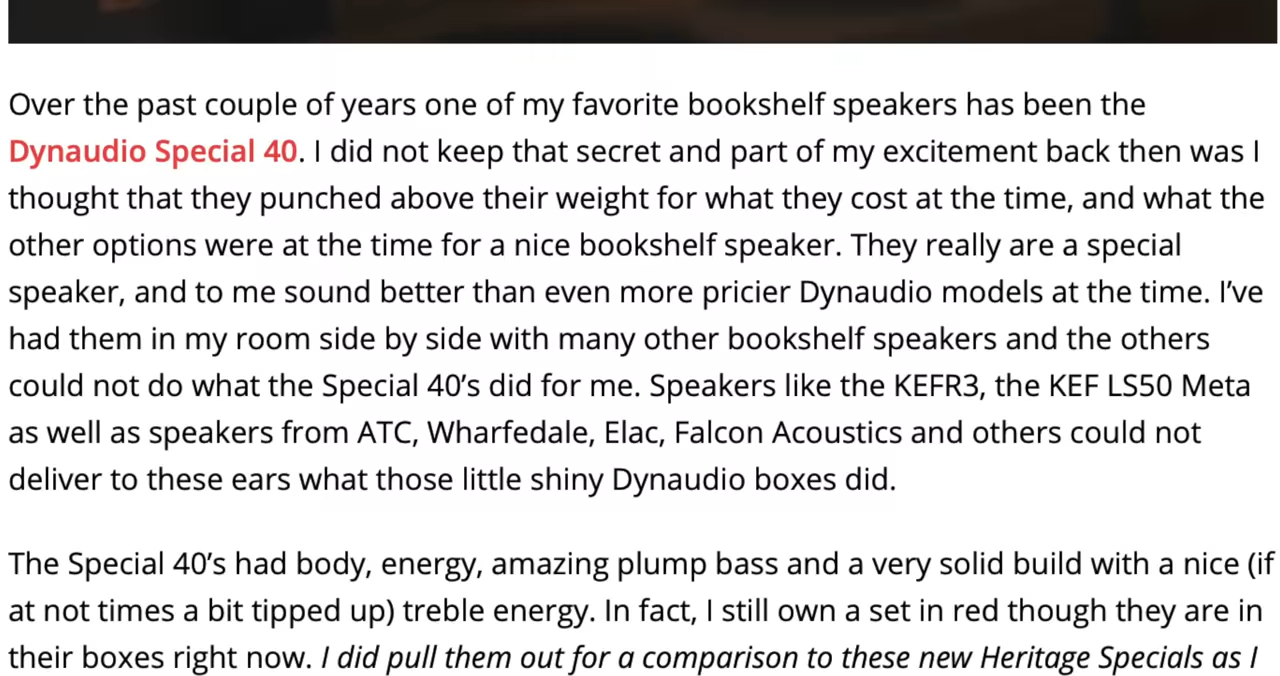 Over the past couple of years one of my favorite bookshelf speakers has been the
Dynaudio Special 40. I did not keep that secret and part of my excitement back then was I
thought that they punched above their weight for what they cost at the time, and what the
other options were at the time for a nice bookshelf speaker. They really are a special
speaker, and to me sound better than even more pricier Dynaudio models at the time. I’ve
had them in my room side by side with many other bookshelf speakers and the others
could not do what the Special 40’s did for me. Speakers like the KEFR3, the KEF LS50 Meta
as well as speakers from ATC, Wharfedale, Elac, Falcon Acoustics and others could not
deliver to these ears what those little shiny Dynaudio boxes did.
The Special 40’s had body, energy, amazing plump bass and a very solid build with a nice (if
at not times a bit tipped up) treble energy. In fact, I still own a set in red though they are in
their boxes right now. I did pull them out for a comparison to these new Heritage Specials as I